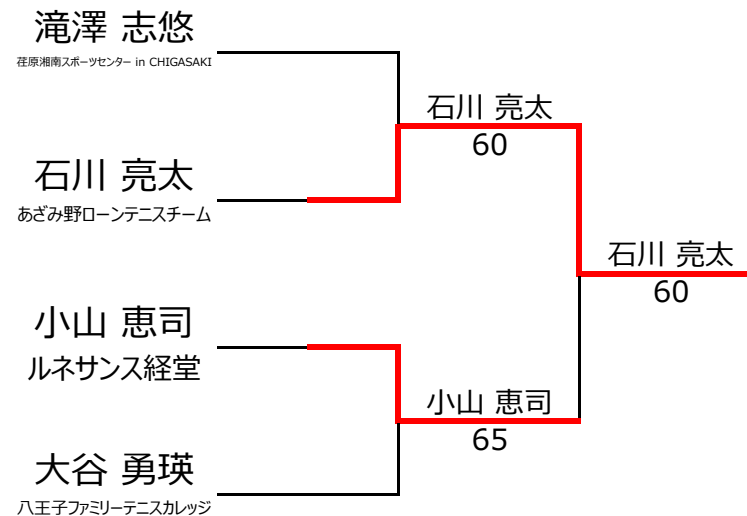 滝澤 志悠
荏原湘南スポーツセンター in CHIGASAKI
石川 亮太
60
石川 亮太
あざみ野ローンテニスチーム
石川 亮太
60
小山 恵司
ルネサンス経堂
小山 恵司
65
大谷 勇瑛
八王子ファミリーテニスカレッジ